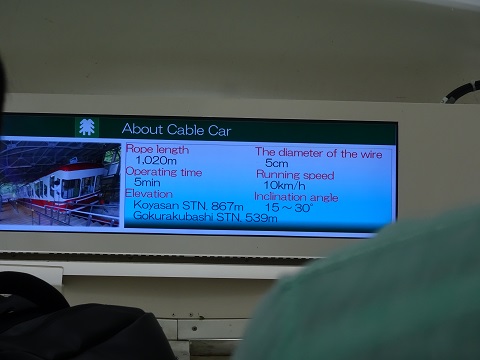 About Cable Car
Rope length
1,020m
Operating time
5min
Elevation
Koyasan STN. 867m
Gokurakubashi STN. 539m
The diameter of the wire
5cm
Running speed
10km/h
Inclination angle
15～30°